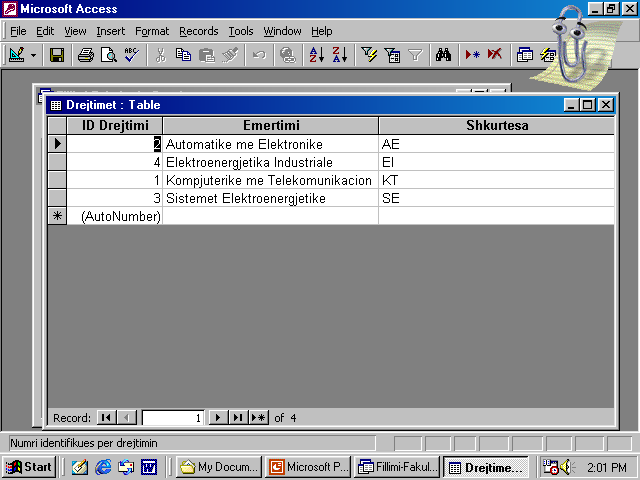 Microsoft Access
File Edit View Insert Format Records Tools Window Help
Drejtimet : Table
ID Drejtimi Emertimi Shkurtesa
2 Automatike me Elektronike AE
4 Elektroenergjetika Industriale EI
1 Kompjuterike me Telekomunikacion KT
3 Sistemet Elektroenergjetike SE
(AutoNumber)
Record: 1 of 4
Numri identifikues per drejtimin
Start My Docum... Microsoft P... Fillimi-Fakul... Drejtime... 2:01 PM